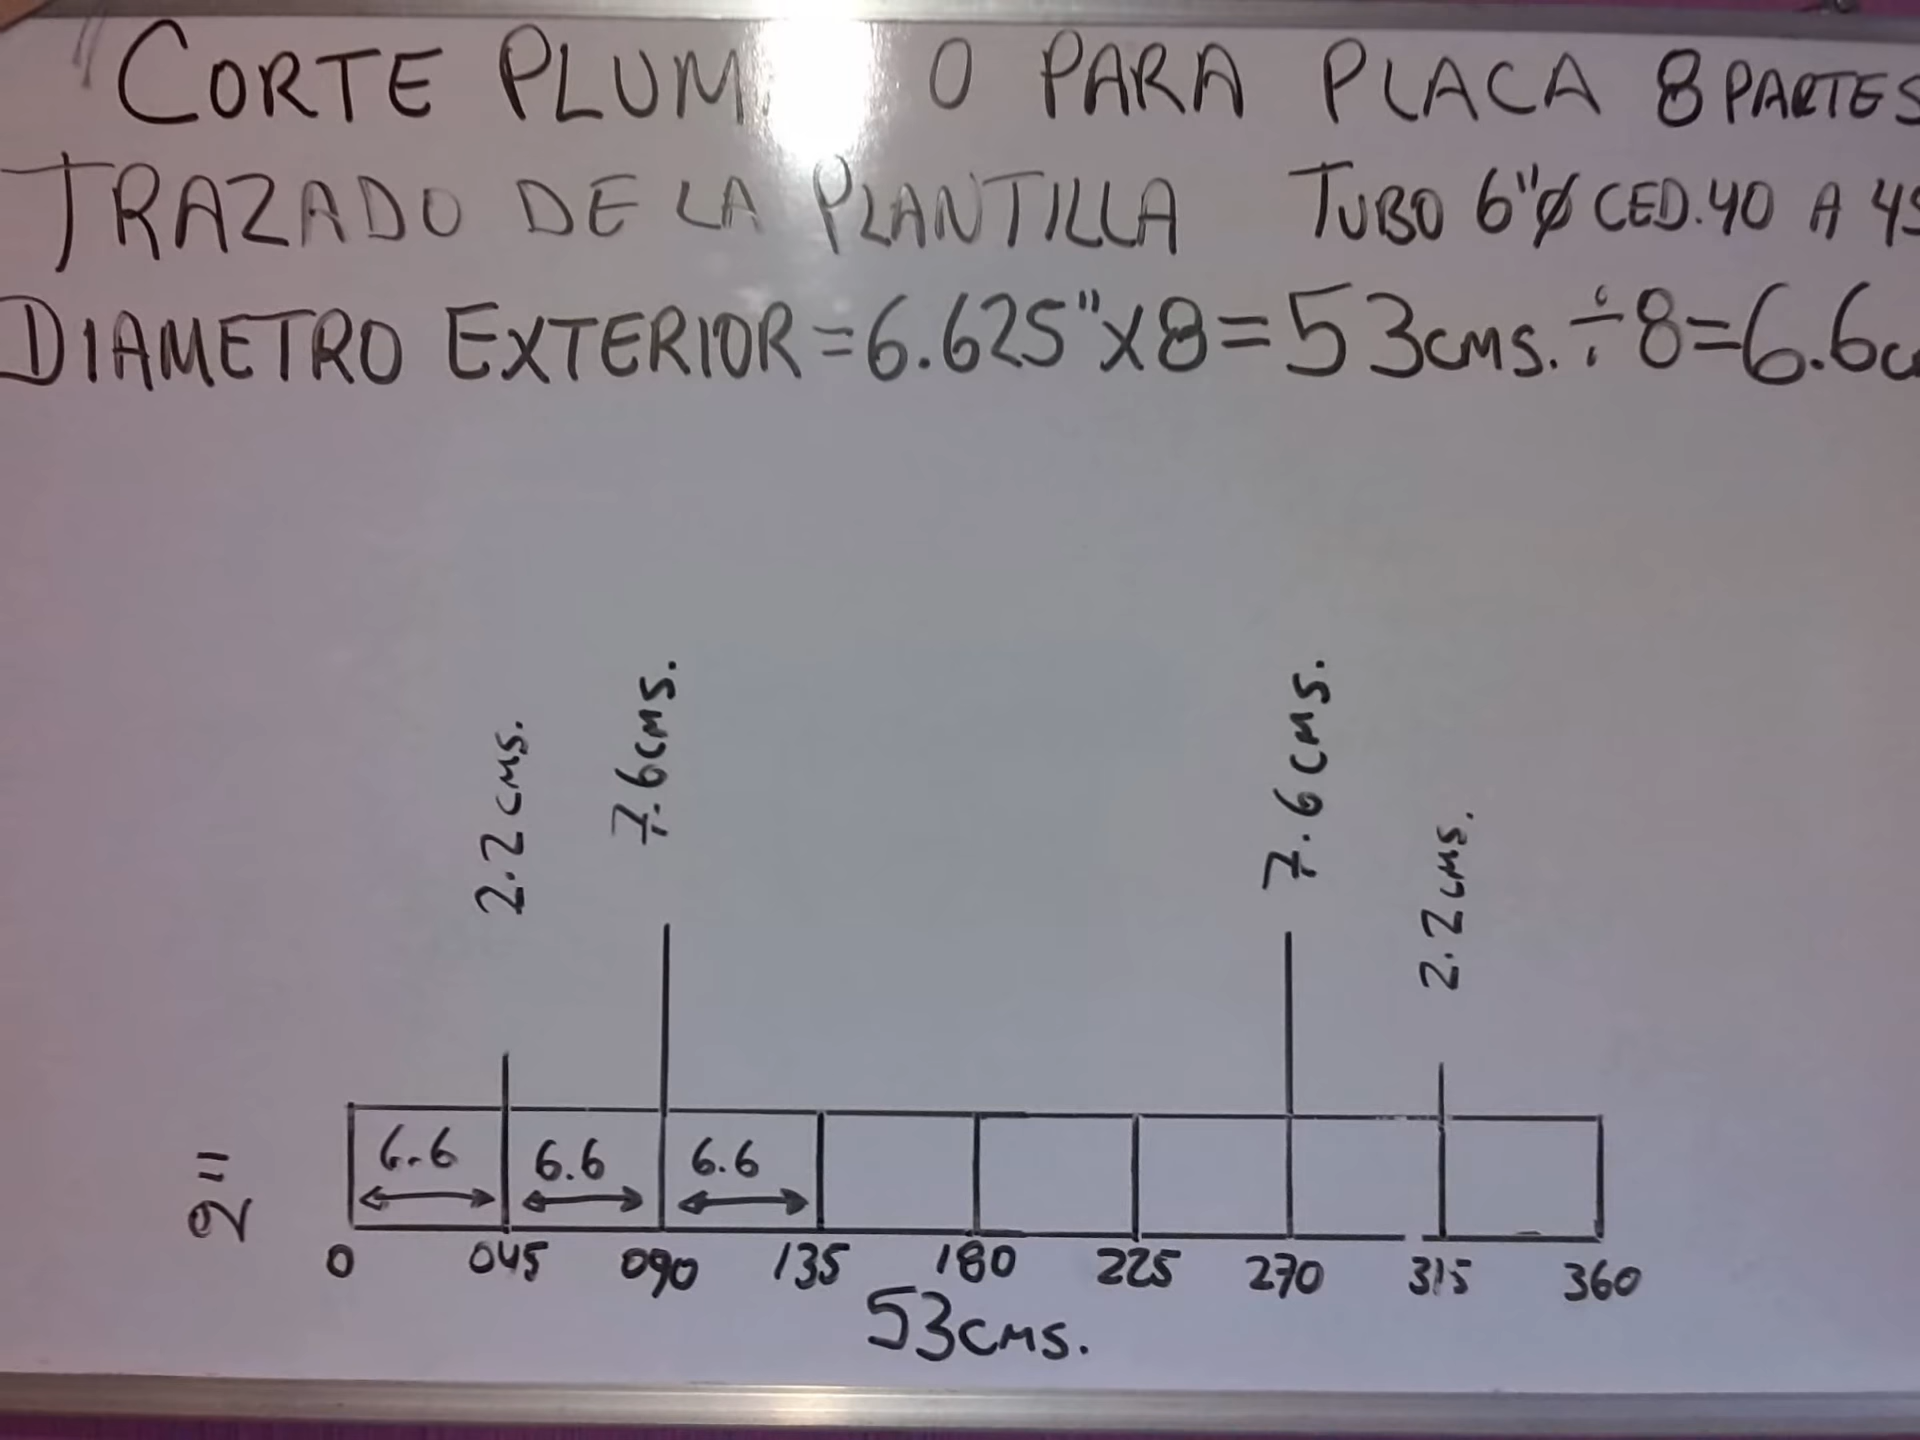 CORTE PLUM O PARA PLACA 8 PARTES
TRAZADO DE LA PLANTILLA TUBO 6"Ø CED.40 A 45
DIAMETRO EXTERIOR=6.625"X8=53CMS.÷8=6.6c
2.2CMS.
7.6CMS.
7.6CMS.
2.2CMS.
2"
6.6
6.6
6.6
0 045 090 135 180 225 270 315 360
53CMS.